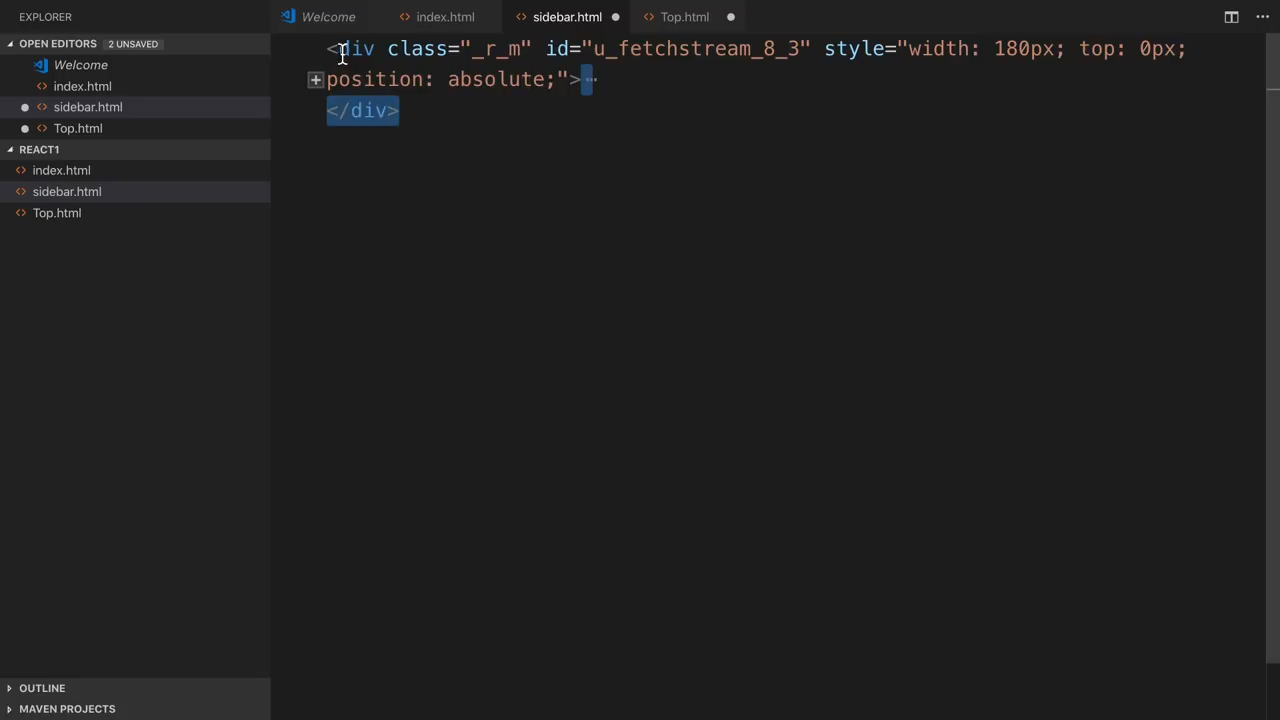 EXPLORER
OPEN EDITORS 2 UNSAVED
Welcome
index.html
sidebar.html
Top.html
REACT1
index.html
sidebar.html
Top.html
OUTLINE
MAVEN PROJECTS
Welcome index.html sidebar.html Top.html
<div class="_r_m" id="u_fetchstream_8_3" style="width: 180px; top: 0px;
position: absolute;">⋯
</div>